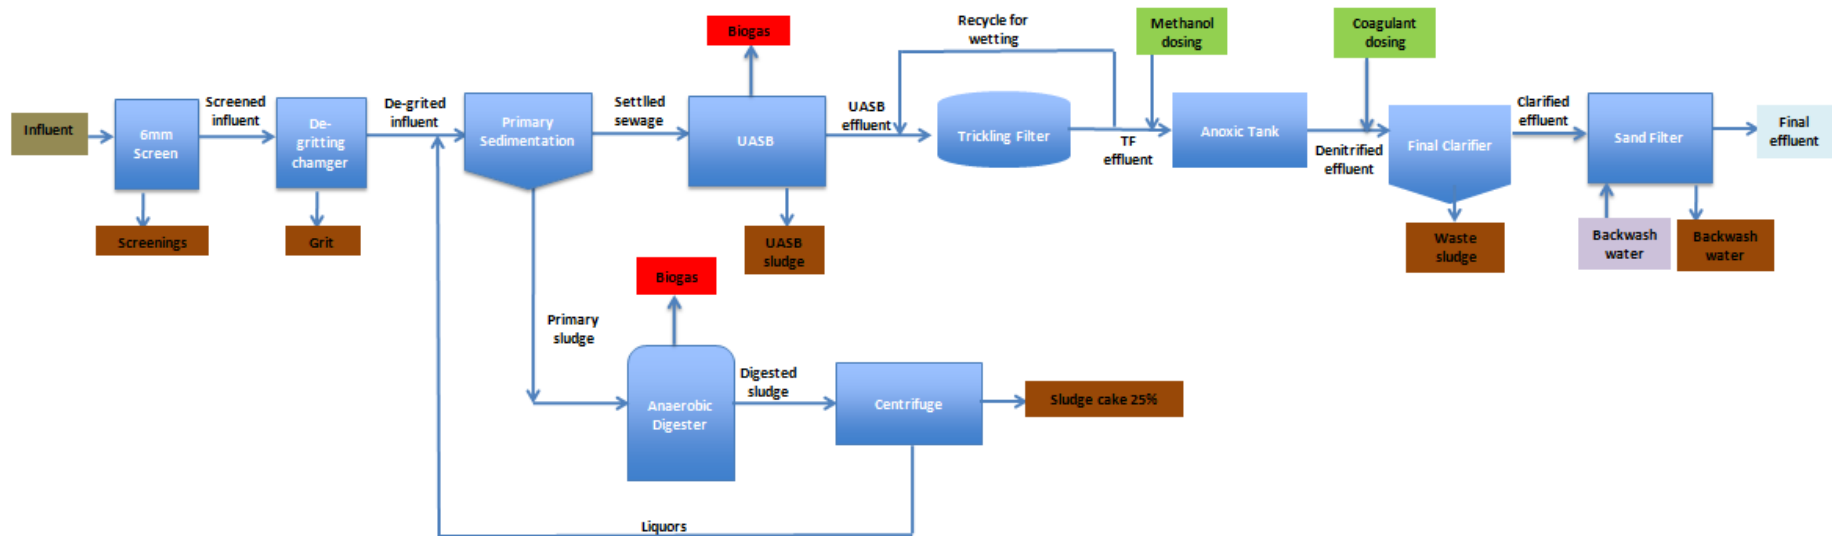 Influent
6mm
Screen
Screenings
Screened
influent
De-
gritting
chamger
Grit
De-grited
influent
Primary
Sedimentation
Settlled
sewage
Biogas
UASB
UASB
sludge
UASB
effluent
Recycle for
wetting
Trickling Filter
TF
effluent
Methanol
dosing
Anoxic Tank
Denitrified
effluent
Coagulant
dosing
Final Clarifier
Waste
sludge
Clarified
effluent
Sand Filter
Backwash
water
Backwash
water
Final
effluent
Primary
sludge
Biogas
Anaerobic
Digester
Digested
sludge
Centrifuge
Sludge cake 25%
Liquors